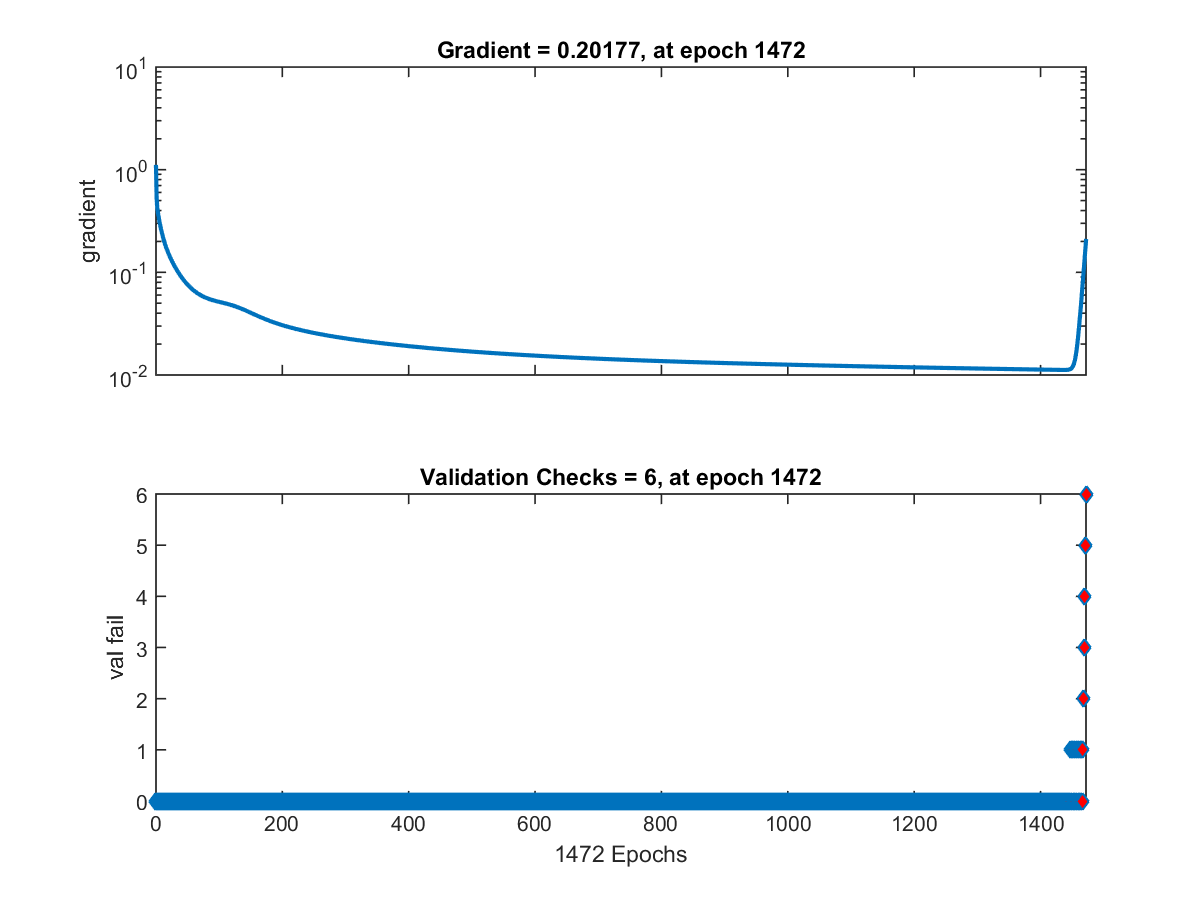 Gradient = 0.20177, at epoch 1472
10^1
10^0
10^-1
10^-2
gradient
Validation Checks = 6, at epoch 1472
6
5
4
3
2
1
0
val fail
0 200 400 600 800 1000 1200 1400
1472 Epochs